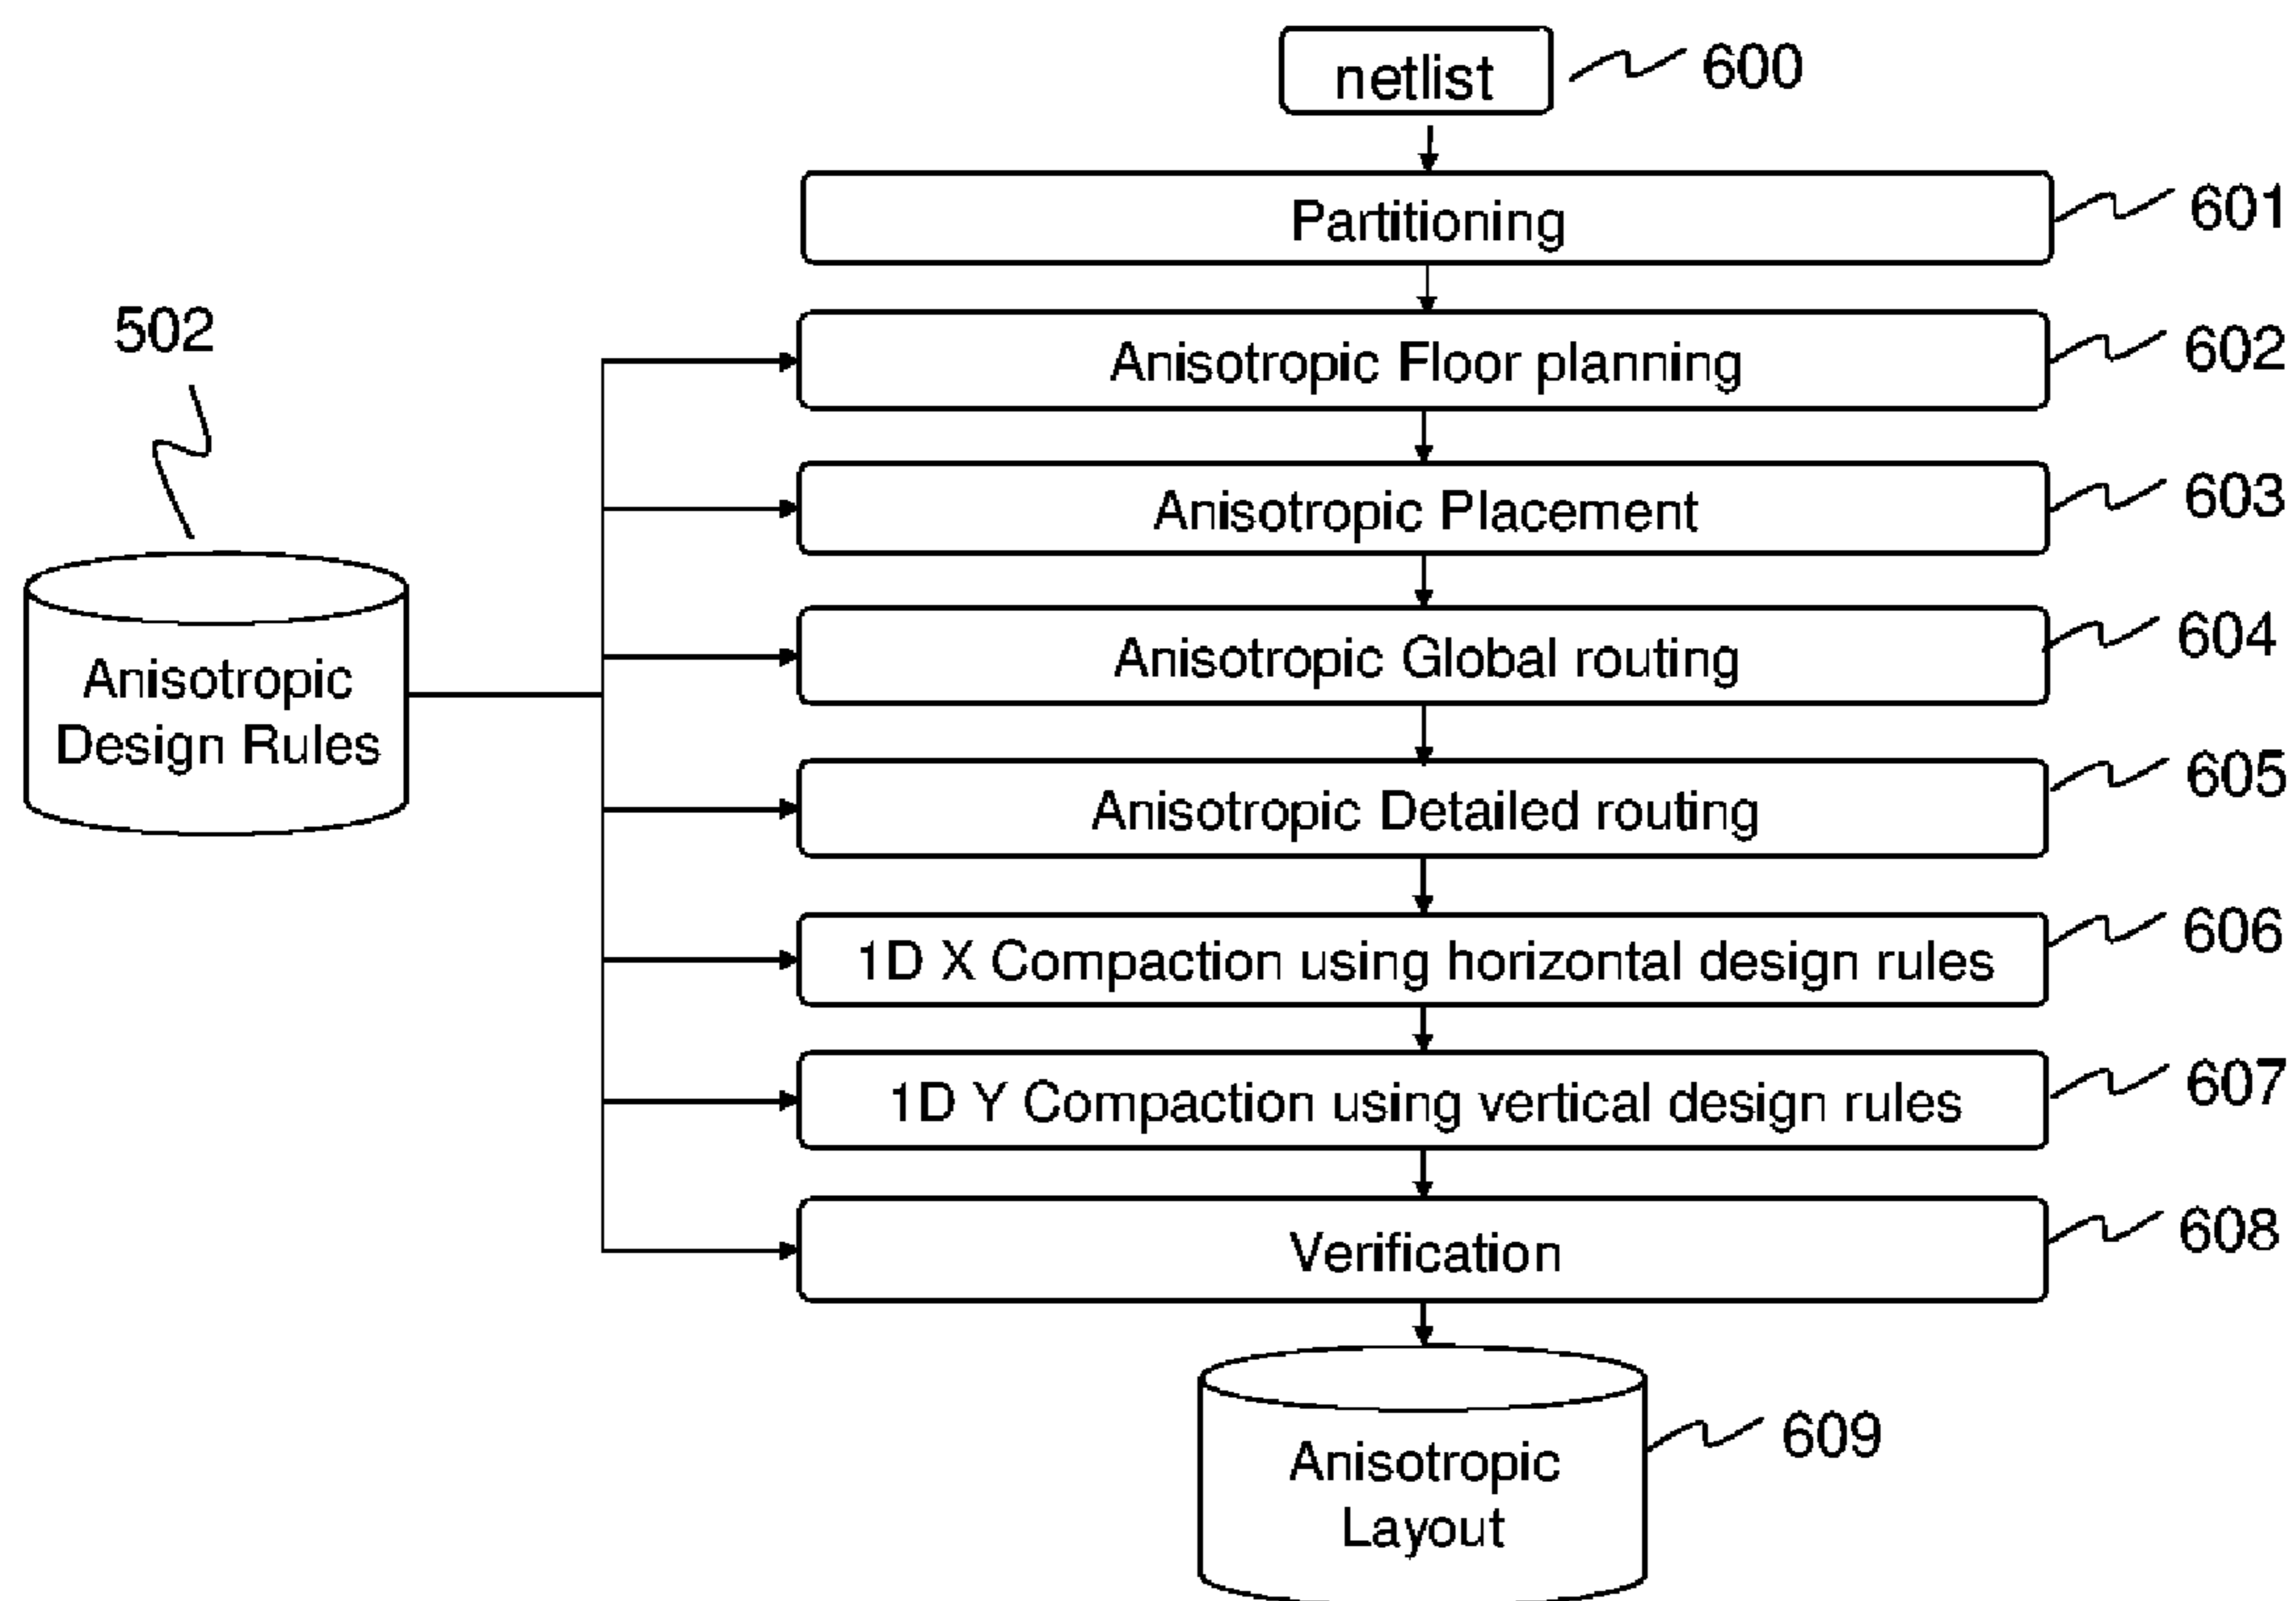 netlist
600
Partitioning
601
502
Anisotropic Floor planning
602
Anisotropic Placement
603
Anisotropic
Design Rules
Anisotropic Global routing
604
Anisotropic Detailed routing
605
1D X Compaction using horizontal design rules
606
1D Y Compaction using vertical design rules
607
Verification
608
Anisotropic
Layout
609